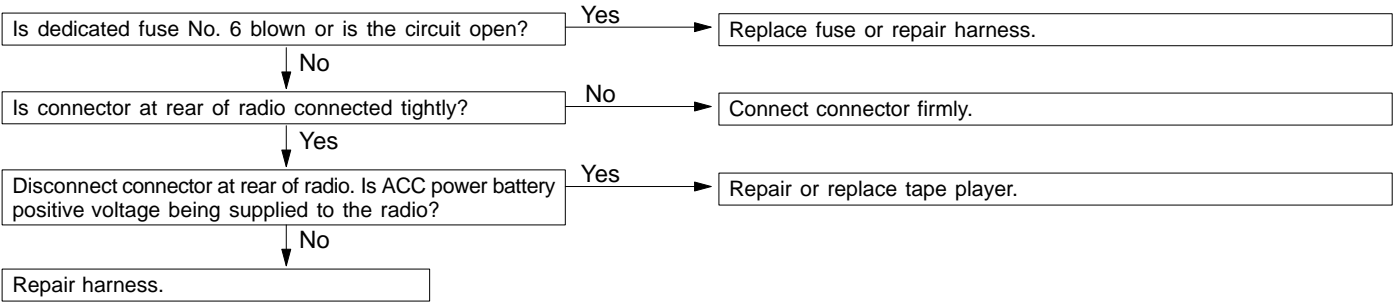 Is dedicated fuse No. 6 blown or is the circuit open?
Yes
Replace fuse or repair harness.
No
Is connector at rear of radio connected tightly?
No
Connect connector firmly.
Yes
Disconnect connector at rear of radio. Is ACC power battery
positive voltage being supplied to the radio?
Yes
Repair or replace tape player.
No
Repair harness.